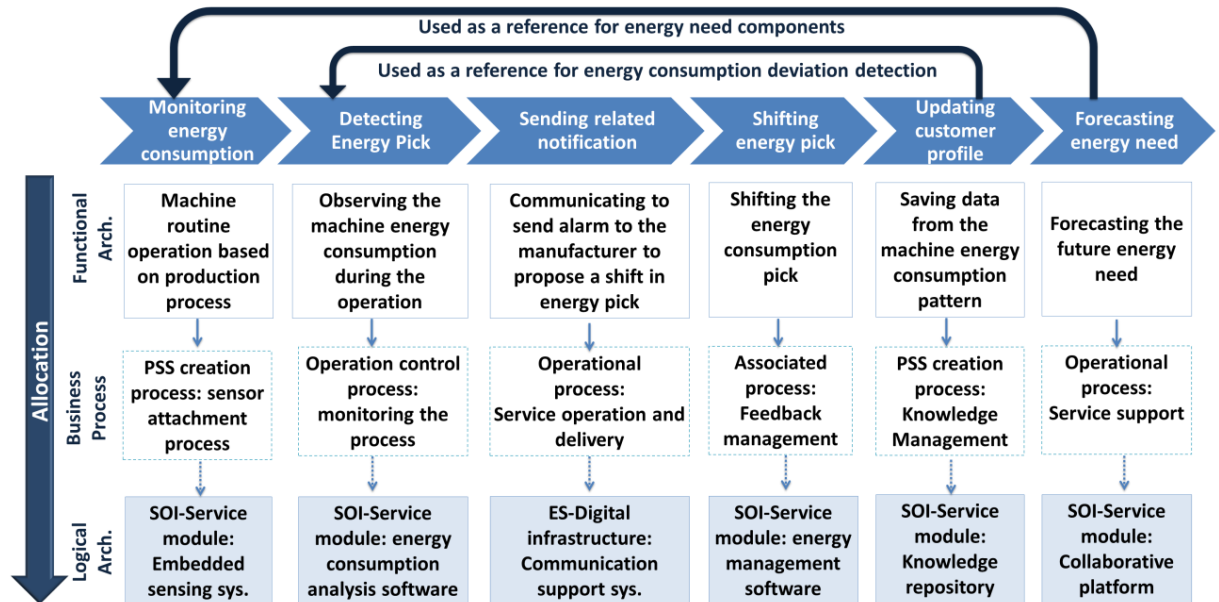 Used as a reference for energy need components
Used as a reference for energy consumption deviation detection
Monitoring
energy
consumption
Detecting
Energy Pick
Sending related
notification
Shifting
energy pick
Updating
customer
profile
Forecasting
energy need
Allocation
Functional
Arch.
Machine
routine
operation based
on production
process
Observing the
machine energy
consumption
during the
operation
Communicating to
send alarm to the
manufacturer to
propose a shift in
energy pick
Shifting the
energy
consumption
pick
Saving data
from the
machine energy
consumption
pattern
Forecasting the
future energy
need
Business
Process
PSS creation
process: sensor
attachment
process
Operation control
process:
monitoring the
process
Operational
process:
Service operation and
delivery
Associated
process:
Feedback
management
PSS creation
process:
Knowledge
Management
Operational
process:
Service support
Logical
Arch.
SOI-Service
module:
Embedded
sensing sys.
SOI-Service
module: energy
consumption
analysis software
ES-Digital
infrastructure:
Communication
support sys.
SOI-Service
module: energy
management
software
SOI-Service
module:
Knowledge
repository
SOI-Service
module:
Collaborative
platform